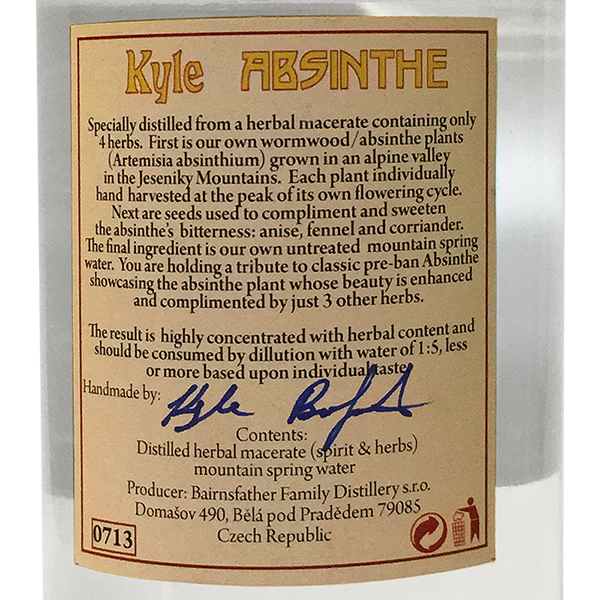 Kyle ABSINTHE
Specially distilled from a herbal macerate containing only
4 herbs. First is our own wormwood/absinthe plants
(Artemisia absinthium) grown in an alpine valley
in the Jeseniky Mountains. Each plant individually
hand harvested at the peak of its own flowering cycle.
Next are seeds used to compliment and sweeten
the absinthe's bitterness: anise, fennel and corriander.
The final ingredient is our own untreated mountain spring
water. You are holding a tribute to classic pre-ban Absinthe
showcasing the absinthe plant whose beauty is enhanced
and complimented by just 3 other herbs.
The result is highly concentrated with herbal content and
should be consumed by dillution with water of 1:5, less
or more based upon individual taste
Handmade by: Kyle
Contents:
Distilled herbal macerate (spirit & herbs)
mountain spring water
Producer: Bairnsfather Family Distillery s.r.o.
Domašov 490, Bělá pod Pradědem 79085
Czech Republic
0713